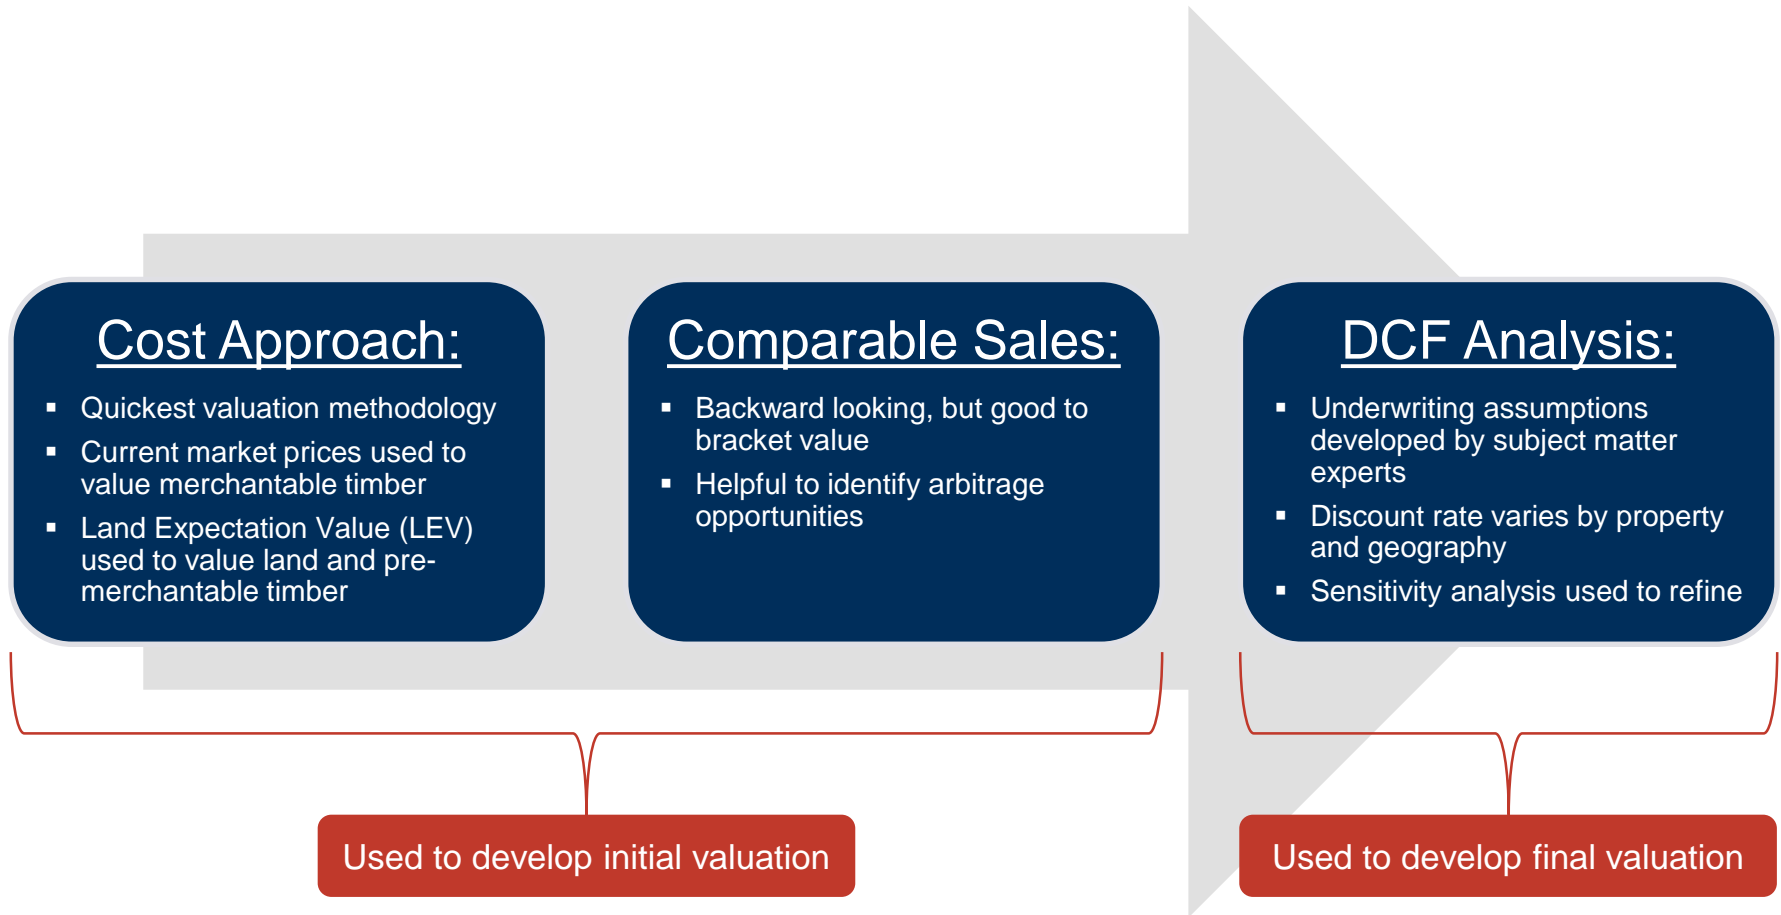 Cost Approach:
▪ Quickest valuation methodology
▪ Current market prices used to
value merchantable timber
▪ Land Expectation Value (LEV)
used to value land and pre-
merchantable timber
Comparable Sales:
▪ Backward looking, but good to
bracket value
▪ Helpful to identify arbitrage
opportunities
DCF Analysis:
▪ Underwriting assumptions
developed by subject matter
experts
▪ Discount rate varies by property
and geography
▪ Sensitivity analysis used to refine
Used to develop initial valuation
Used to develop final valuation